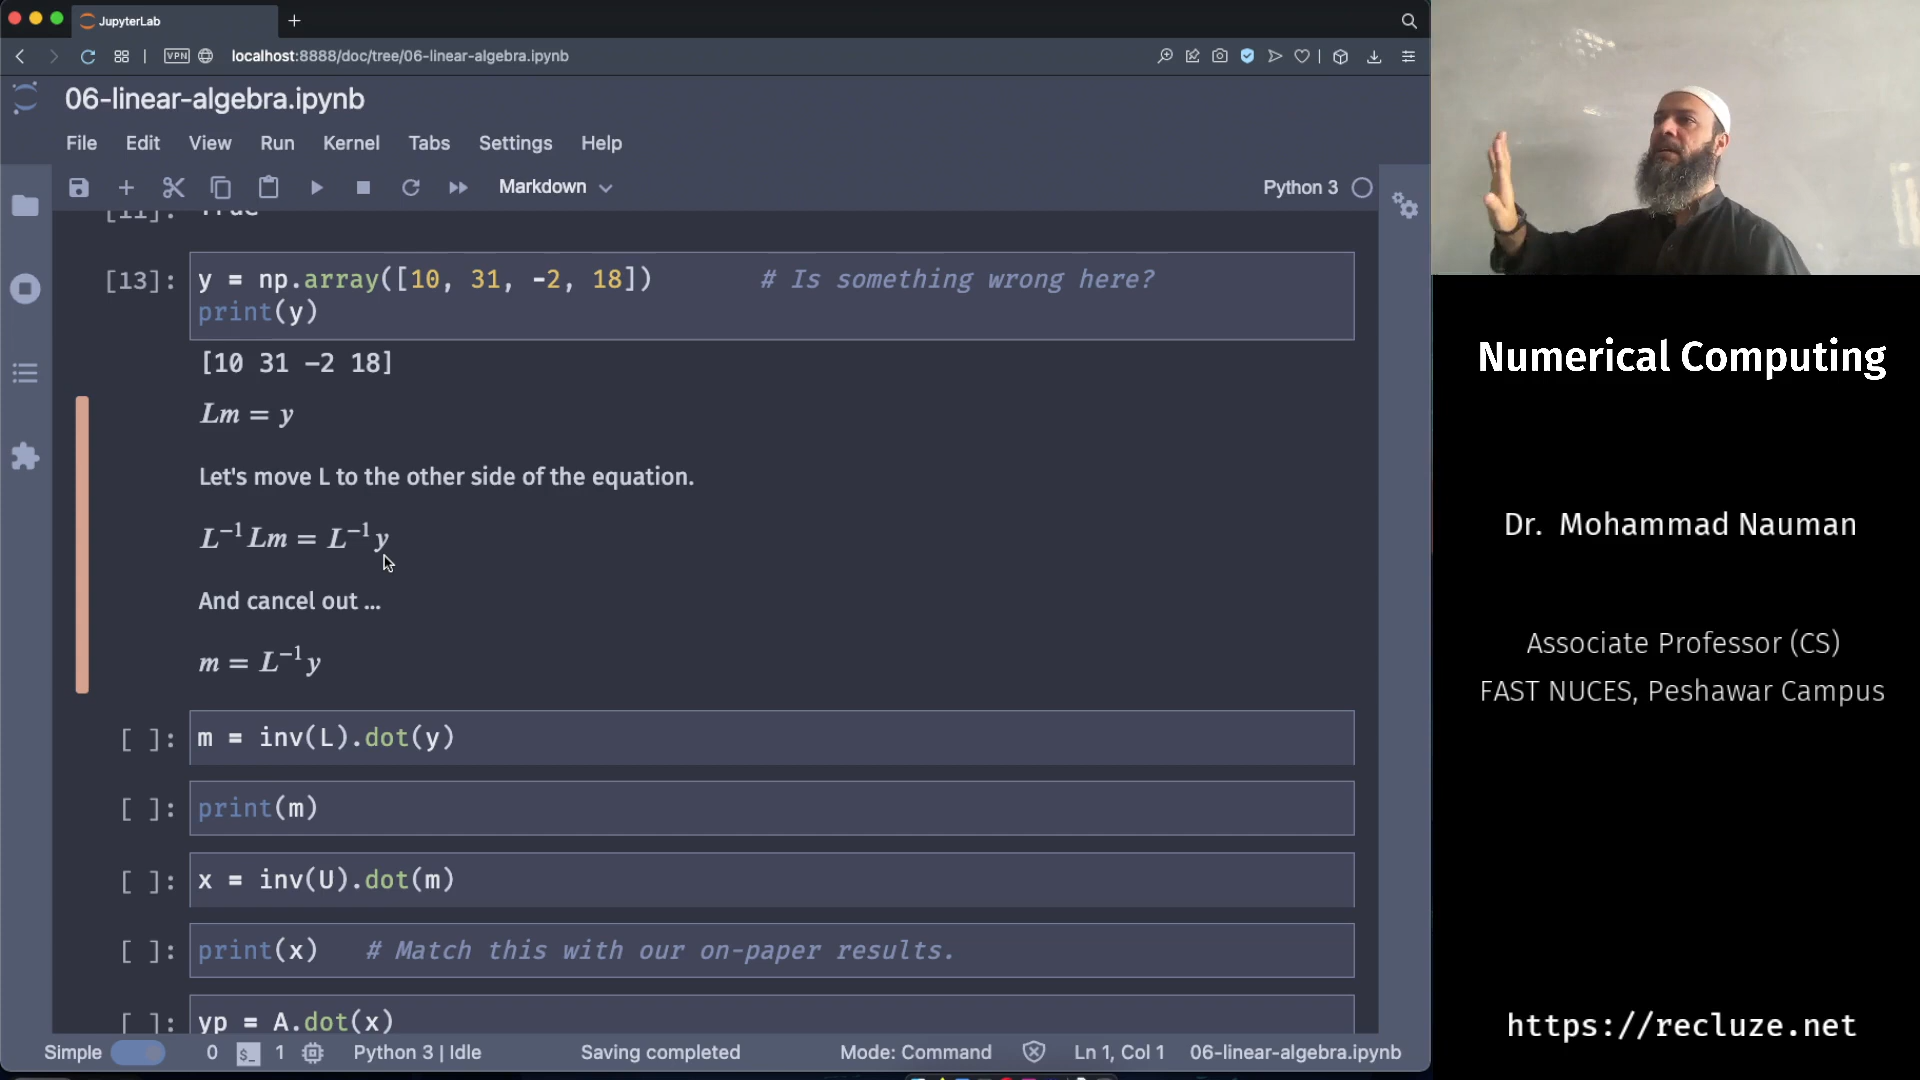 JupyterLab
VPN localhost:8888/doc/tree/06-linear-algebra.ipynb
06-linear-algebra.ipynb
File Edit View Run Kernel Tabs Settings Help
Markdown Python 3
[11]: True
[13]: y = np.array([10, 31, -2, 18]) # Is something wrong here?
print(y)
[10 31 -2 18]
Lm = y
Let's move L to the other side of the equation.
L⁻¹Lm = L⁻¹y
And cancel out ...
m = L⁻¹y
[ ]: m = inv(L).dot(y)
[ ]: print(m)
[ ]: x = inv(U).dot(m)
[ ]: print(x) # Match this with our on-paper results.
[ ]: yp = A.dot(x)
Simple 0 $_ 1 Python 3 | Idle Saving completed Mode: Command Ln 1, Col 1 06-linear-algebra.ipynb
Numerical Computing
Dr. Mohammad Nauman
Associate Professor (CS)
FAST NUCES, Peshawar Campus
https://recluze.net